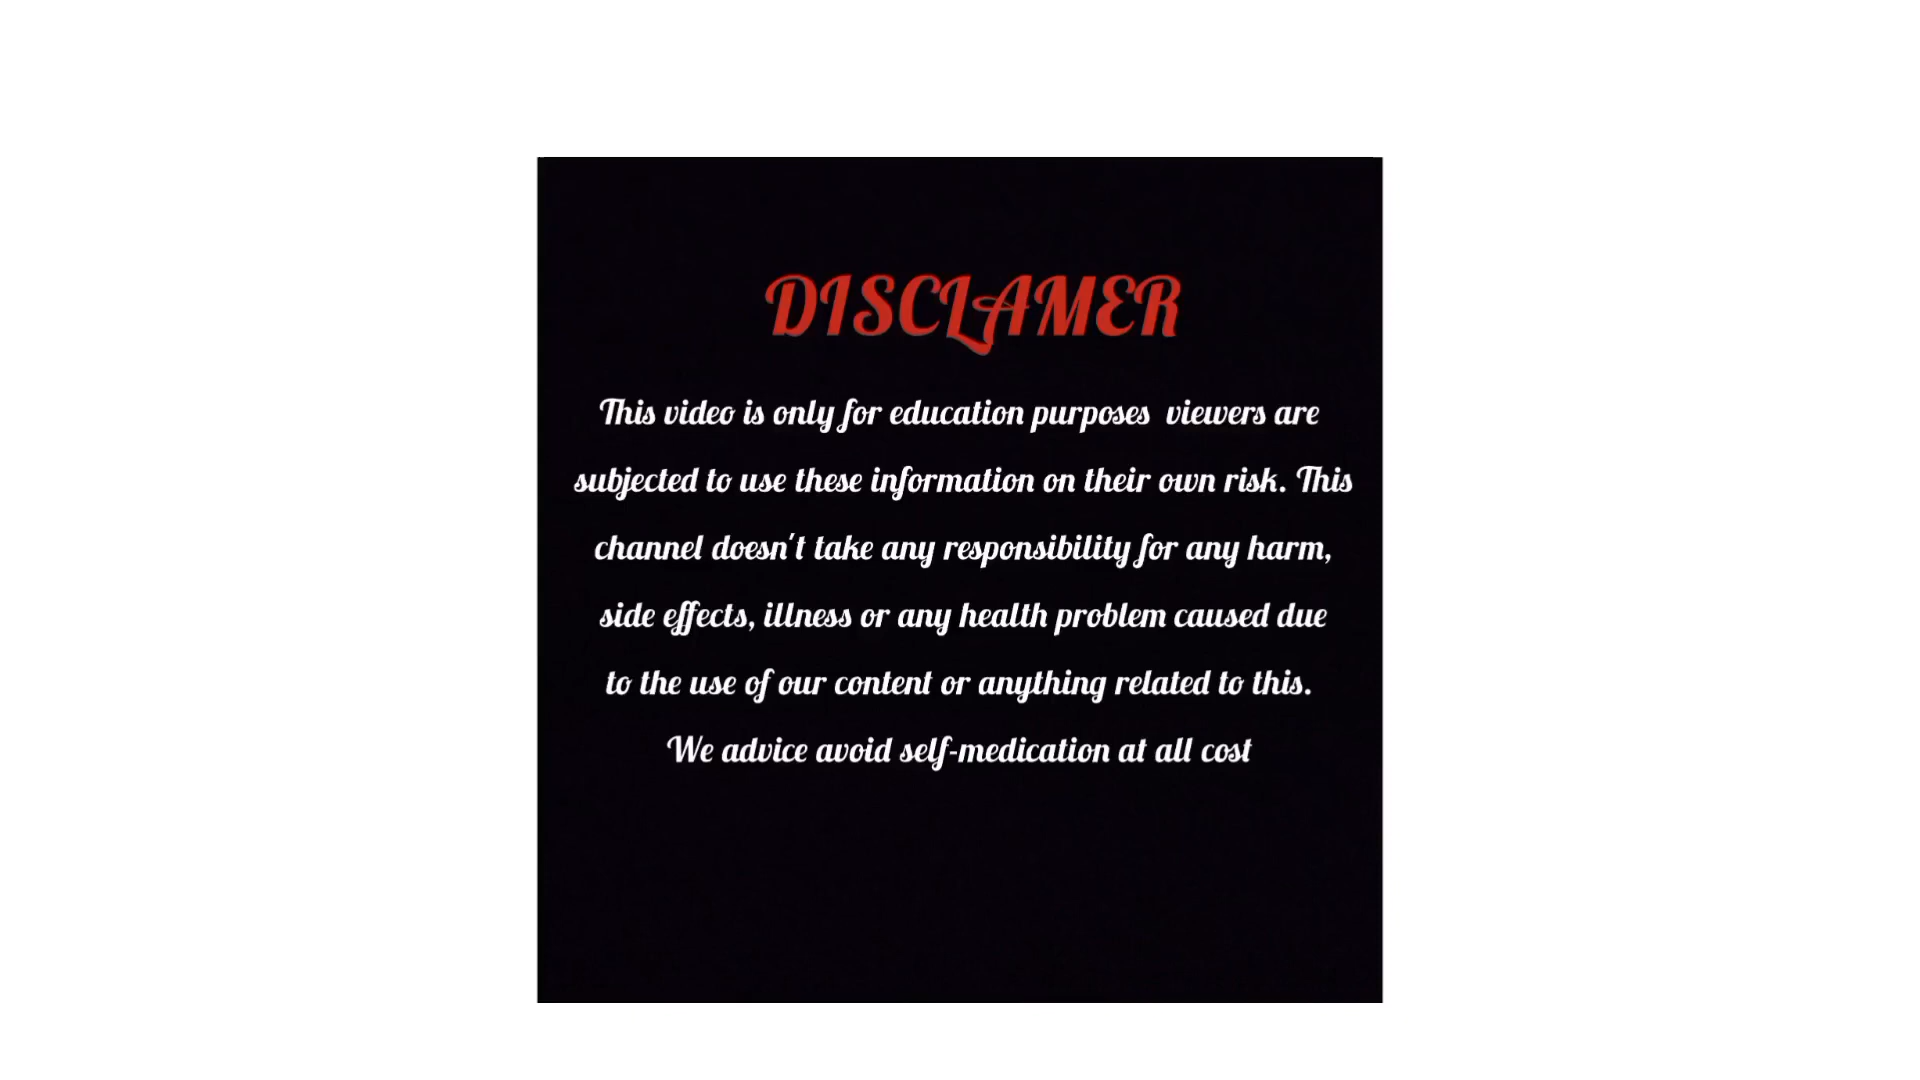 DISCLAMER
This video is only for education purposes  viewers are
subjected to use these information on their own risk. This
channel doesn't take any responsibility for any harm,
side effects, illness or any health problem caused due
to the use of our content or anything related to this.
We advice avoid self-medication at all cost